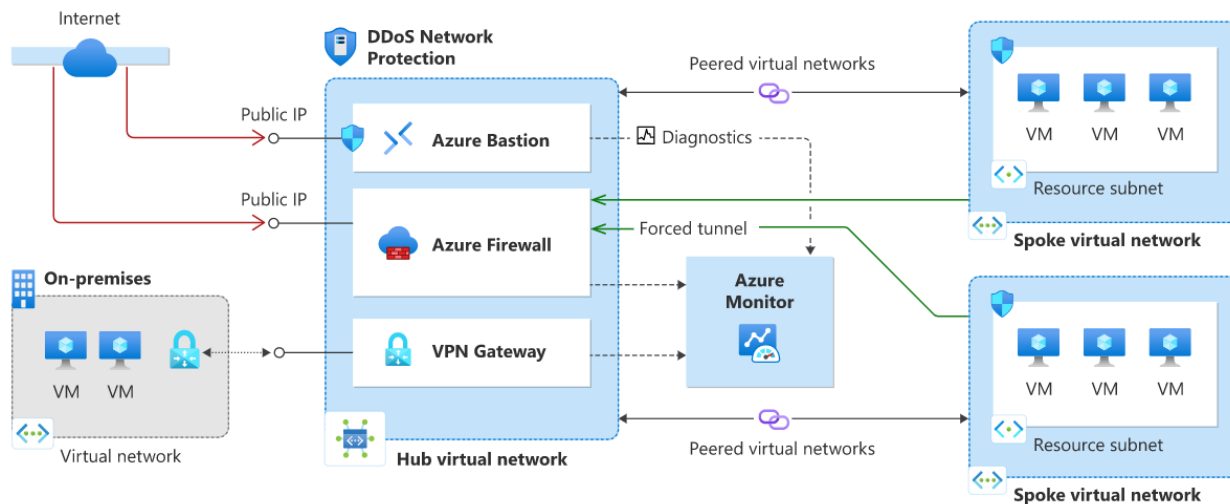 Internet
DDoS Network
Protection
Peered virtual networks
VM
VM
VM
Public IP
Azure Bastion
Diagnostics
Resource subnet
Public IP
Azure Firewall
Forced tunnel
Spoke virtual network
On-premises
Azure
Monitor
VM
VM
VPN Gateway
VM
VM
VM
Virtual network
Hub virtual network
Peered virtual networks
Resource subnet
Spoke virtual network